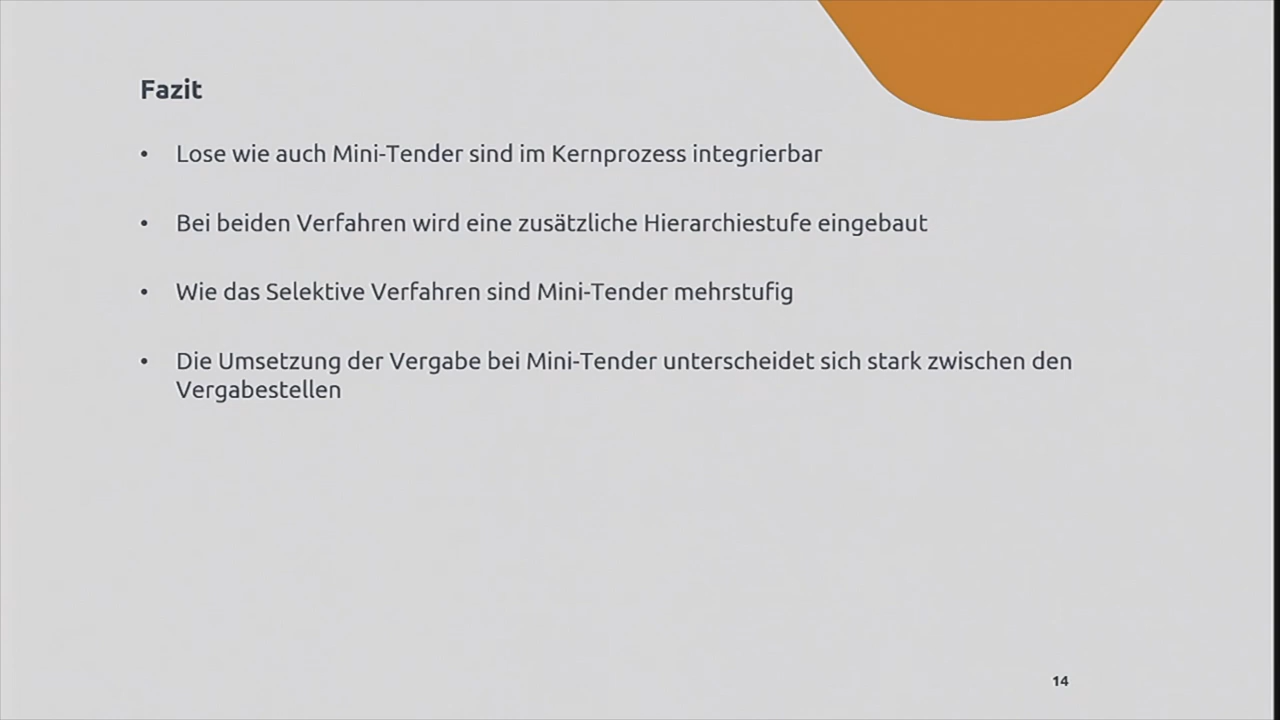 Fazit
• Lose wie auch Mini-Tender sind im Kernprozess integrierbar
• Bei beiden Verfahren wird eine zusätzliche Hierarchiestufe eingebaut
• Wie das Selektive Verfahren sind Mini-Tender mehrstufig
• Die Umsetzung der Vergabe bei Mini-Tender unterscheidet sich stark zwischen den
Vergabestellen
14